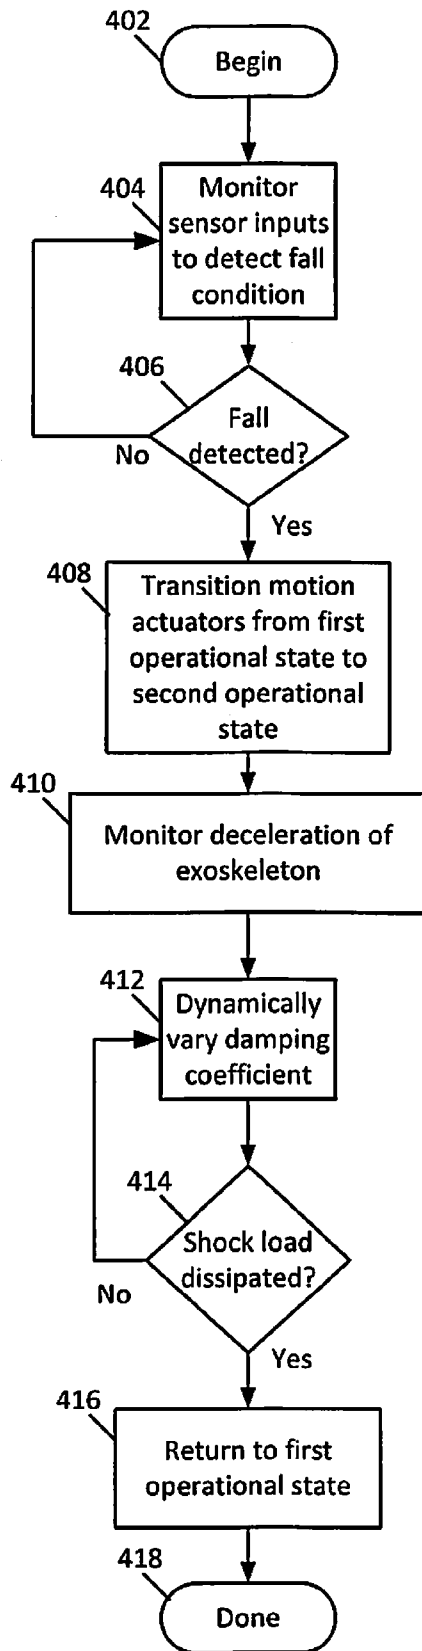 402
Begin
404
Monitor
sensor inputs
to detect fall
condition
406
Fall
detected?
No
Yes
408
Transition motion
actuators from first
operational state to
second operational
state
410
Monitor deceleration of
exoskeleton
412
Dynamically
vary damping
coefficient
414
Shock load
dissipated?
No
Yes
416
Return to first
operational state
418
Done